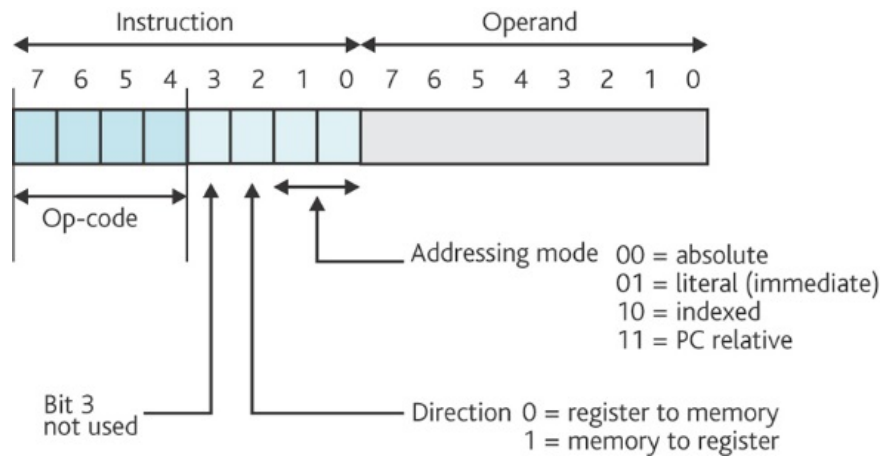 Instruction Operand
7 6 5 4 3 2 1 0 7 6 5 4 3 2 1 0
Op-code
Addressing mode 00 = absolute
01 = literal (immediate)
10 = indexed
11 = PC relative
Bit 3
not used
Direction 0 = register to memory
1 = memory to register